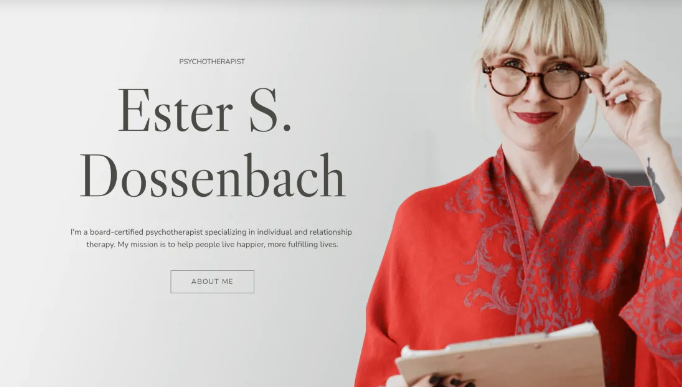 PSYCHOTHERAPIST
Ester S.
Dossenbach
I'm a board-certified psychotherapist specializing in individual and relationship
therapy. My mission is to help people live happier, more fulfilling lives.
ABOUT ME